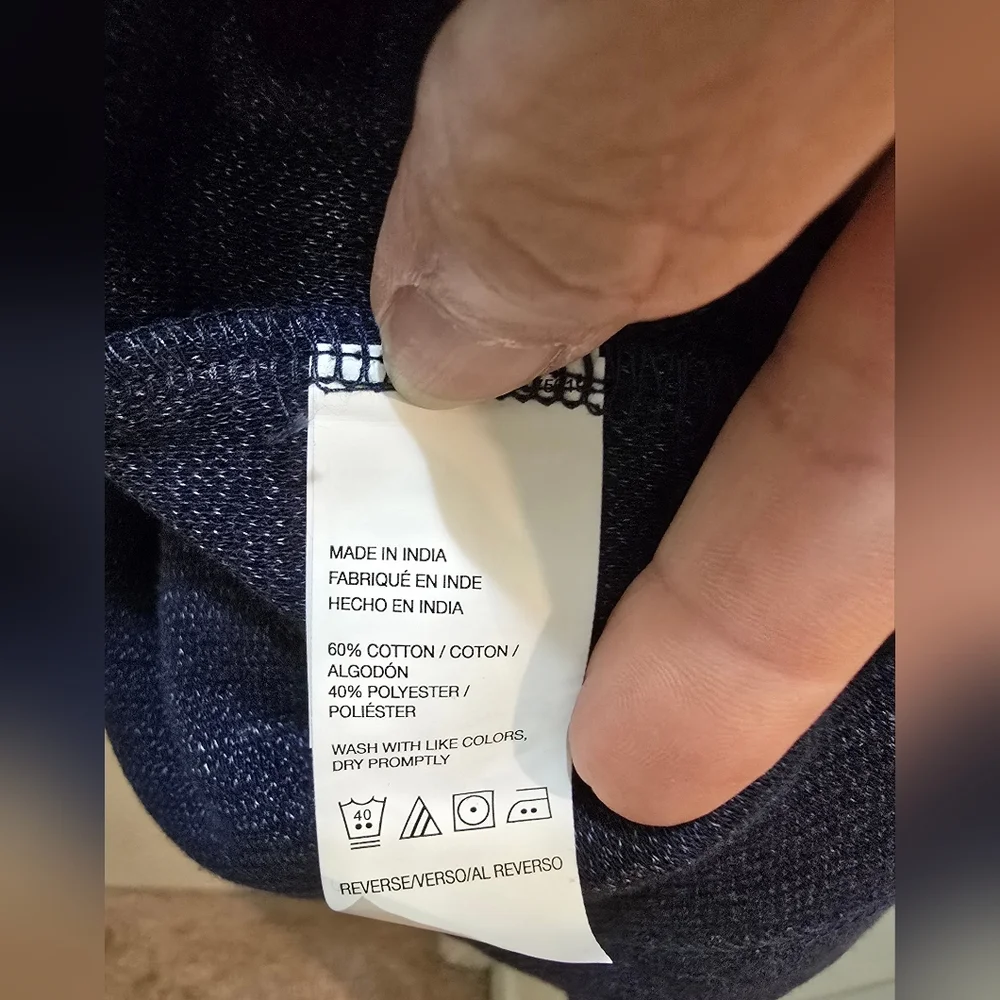 MADE IN INDIA
FABRIQUÉ EN INDE
HECHO EN INDIA
60% COTTON / COTON /
ALGODÓN
40% POLYESTER /
POLIÉSTER
WASH WITH LIKE COLORS,
DRY PROMPTLY
40
REVERSE/VERSO/AL REVERSO